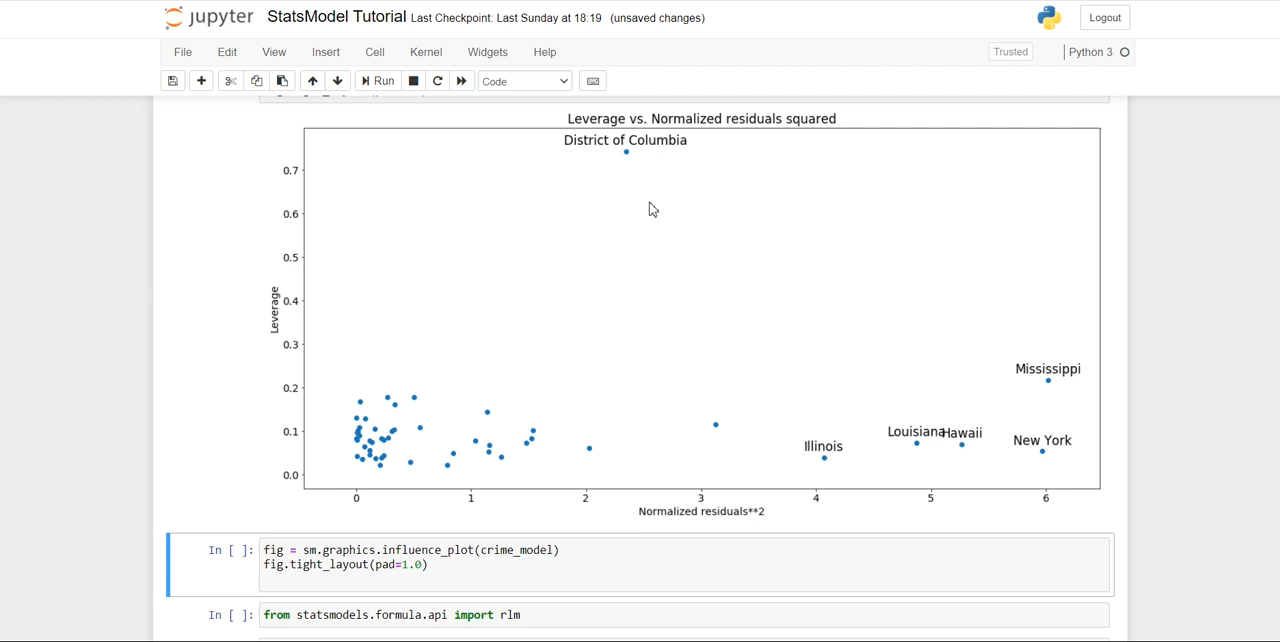 jupyter StatsModel Tutorial Last Checkpoint: Last Sunday at 18:19 (unsaved changes) Logout
File Edit View Insert Cell Kernel Widgets Help Trusted Python 3
Run Code
Leverage vs. Normalized residuals squared
District of Columbia
0.7
0.6
0.5
0.4
0.3
0.2
0.1
0.0
Leverage
Mississippi
Louisiana Hawaii
New York
Illinois
0 1 2 3 4 5 6
Normalized residuals**2
In [ ]: fig = sm.graphics.influence_plot(crime_model)
fig.tight_layout(pad=1.0)
In [ ]: from statsmodels.formula.api import rlm